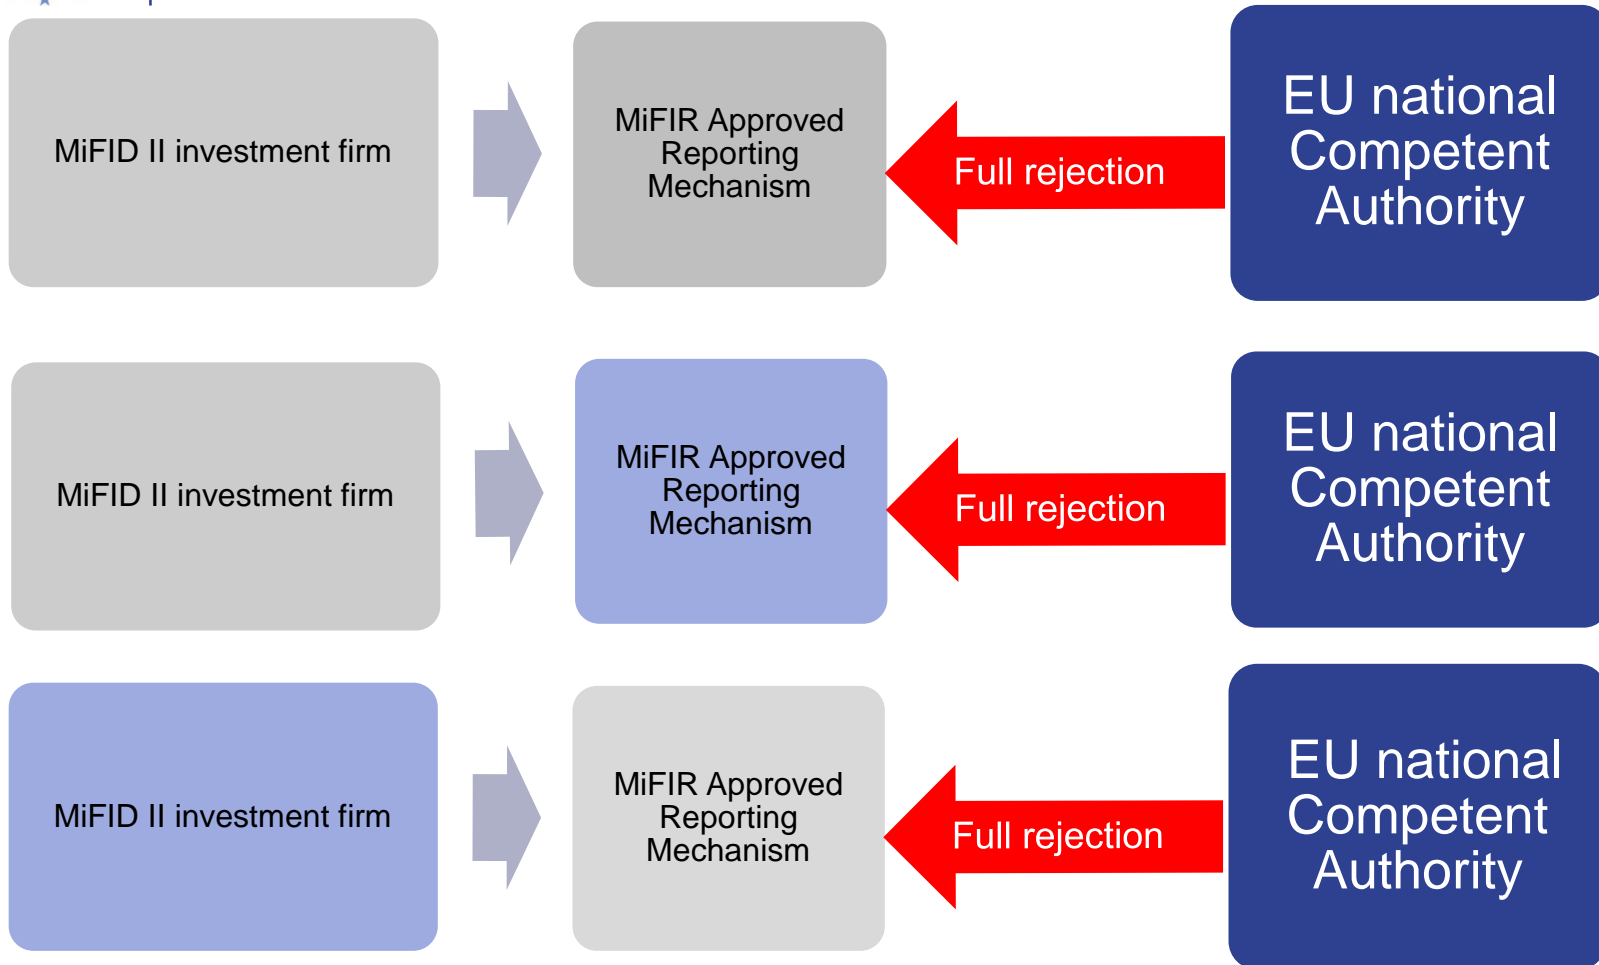 MiFID II investment firm
MiFIR Approved
Reporting
Mechanism
Full rejection
EU national
Competent
Authority
MiFID II investment firm
MiFIR Approved
Reporting
Mechanism
Full rejection
EU national
Competent
Authority
MiFID II investment firm
MiFIR Approved
Reporting
Mechanism
Full rejection
EU national
Competent
Authority